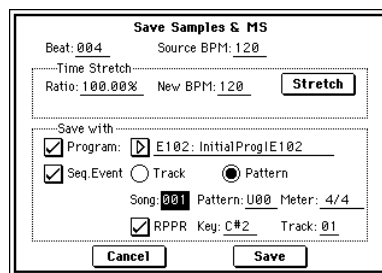 Save Samples & MS
Beat: 004 Source BPM: 120
Time Stretch
Ratio: 100.00% New BPM: 120 Stretch
Save with
Program: E102: InitialProg|E102
Seq.Event Track Pattern
Song: 001 Pattern: U00 Meter: 4/4
RPPR Key: C#2 Track: 01
Cancel Save